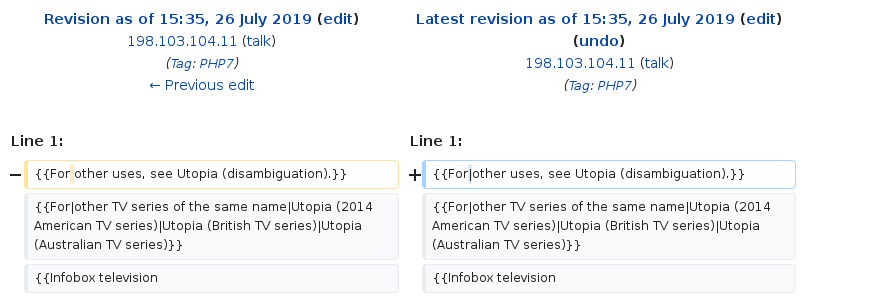 Revision as of 15:35, 26 July 2019 (edit)
198.103.104.11 (talk)
(Tag: PHP7)
← Previous edit
Latest revision as of 15:35, 26 July 2019 (edit)
(undo)
198.103.104.11 (talk)
(Tag: PHP7)
Line 1:
Line 1:
− {{For other uses, see Utopia (disambiguation).}}
+ {{For|other uses, see Utopia (disambiguation).}}
{{For|other TV series of the same name|Utopia (2014
American TV series)|Utopia (British TV series)|Utopia
(Australian TV series)}}
{{For|other TV series of the same name|Utopia (2014
American TV series)|Utopia (British TV series)|Utopia
(Australian TV series)}}
{{Infobox television
{{Infobox television